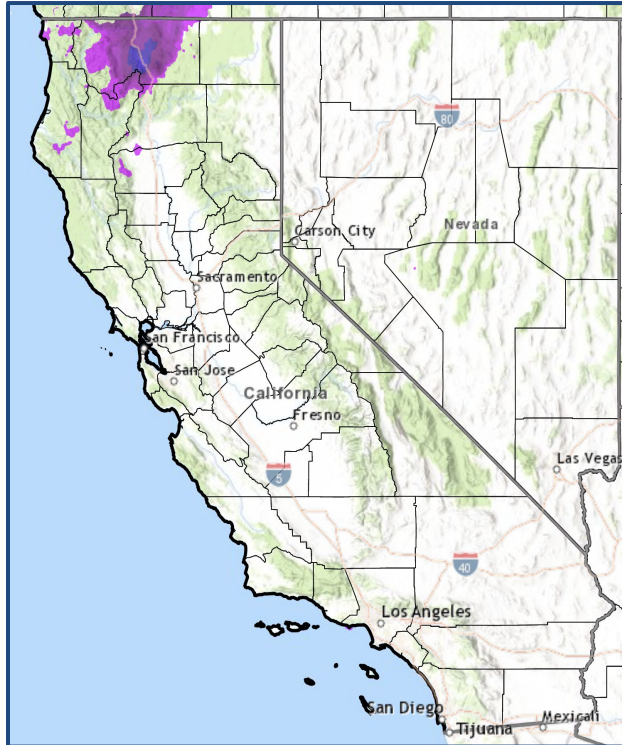 80
Nevada
Carson City
Sacramento
San Francisco
San Jose
California
Fresno
Las Vegas
5
40
Los Angeles
San Diego
Tijuana
Mexicali